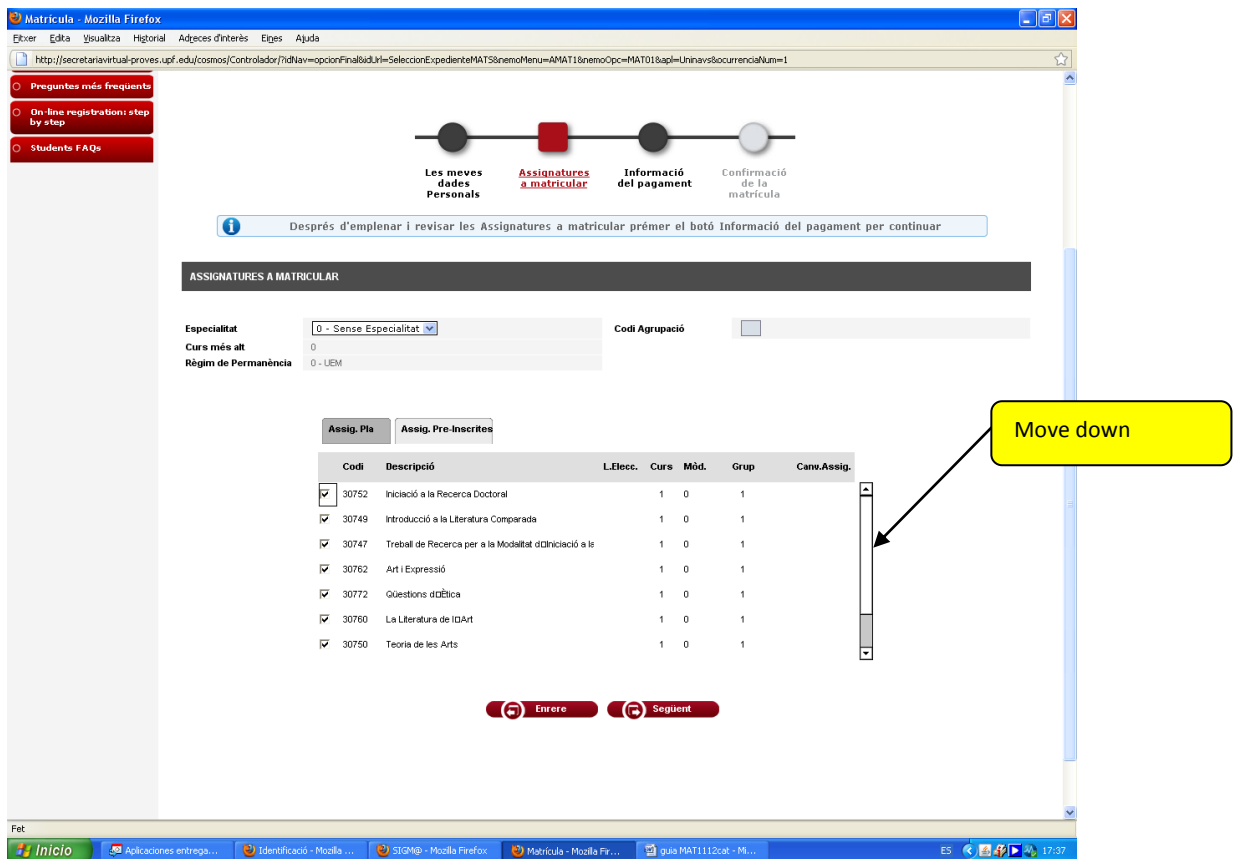 Matrícula - Mozilla Firefox
Fitxer Edita Visualitza Historial Adreces d'interès Eines Ajuda
http://secretariavirtual-proves.upf.edu/cosmos/Controlador/?idNav=opcionFinal&idUrl=SeleccionExpedienteMATS&nemoMenu=AMAT1&nemoOpc=MAT01&apl=Uninavs&ocurrenciaNum=1
Preguntes més freqüents
On-line registration: step
by step
Students FAQs
Les meves
dades
Personals
Assignatures
a matricular
Informació
del pagament
Confirmació
de la
matrícula
Després d'emplenar i revisar les Assignatures a matricular prémer el botó Informació del pagament per continuar
ASSIGNATURES A MATRICULAR
Especialitat 0 - Sense Especialitat Codi Agrupació
Curs més alt 0
Règim de Permanència 0 - UEM
Assig. Pla Assig. Pre-Inscrites
Move down
Codi Descripció L.Elecc. Curs Mòd. Grup Canv.Assig.
30752 Iniciació a la Recerca Doctoral 1 0 1
30749 Introducció a la Literatura Comparada 1 0 1
30747 Treball de Recerca per a la Modalitat d□Iniciació a la 1 0 1
30762 Art i Expressió 1 0 1
30772 Qüestions d□Ètica 1 0 1
30760 La Literatura de l□Art 1 0 1
30750 Teoria de les Arts 1 0 1
Enrere Següent
Fet
Inicio Aplicaciones entrega... Identificació - Mozilla ... SIGM@ - Mozilla Firefox Matrícula - Mozilla Fir... guia MAT1112cat - Mi... ES 17:37